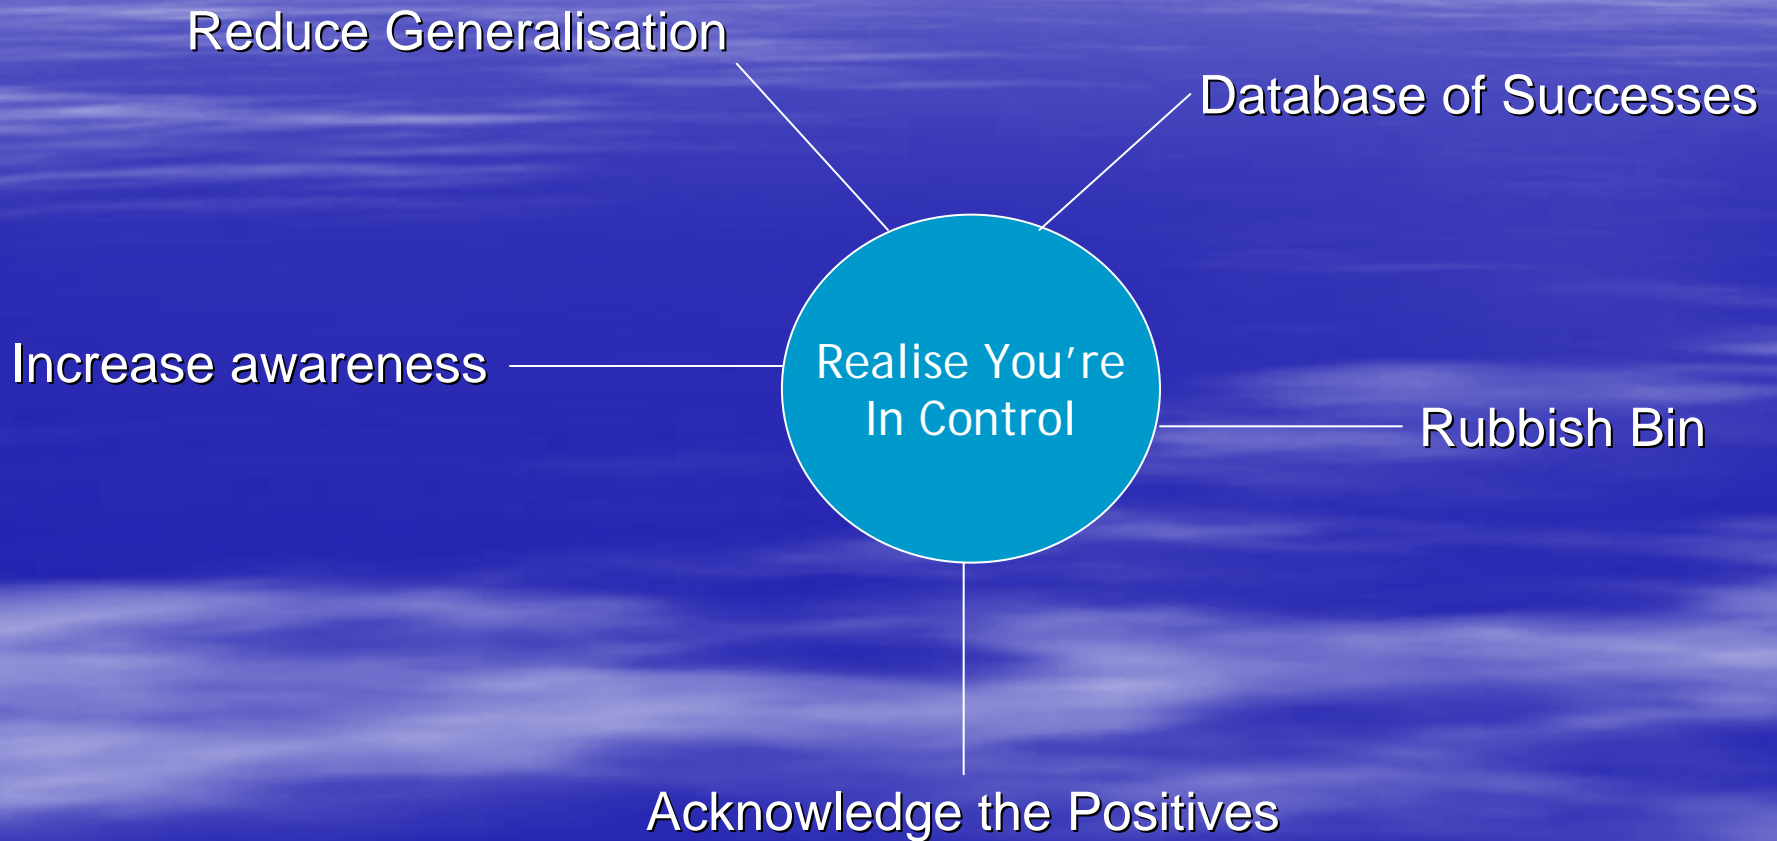 Reduce Generalisation
Database of Successes
Increase awareness
Realise You're
In Control
Rubbish Bin
Acknowledge the Positives